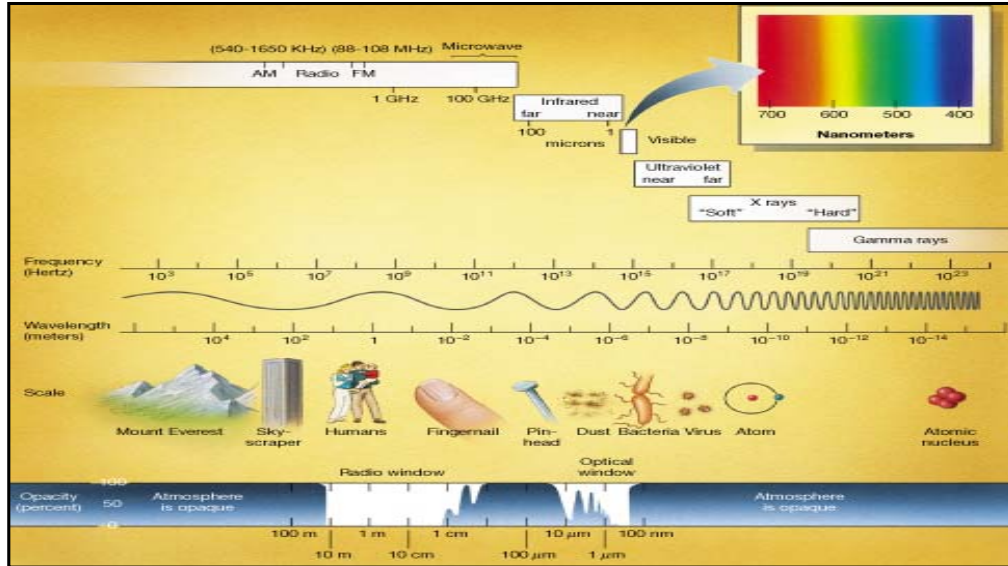 (540-1650 KHz) (88-108 MHz) Microwave
AM Radio FM
1 GHz 100 GHz
Infrared
far near
100 1
microns
Visible
700 600 500 400
Nanometers
Ultraviolet
near far
X rays
"Soft" "Hard"
Gamma rays
Frequency
(Hertz)
10³ 10⁵ 10⁷ 10⁹ 10¹¹ 10¹³ 10¹⁵ 10¹⁷ 10¹⁹ 10²¹ 10²³
Wavelength
(meters)
10⁴ 10² 1 10⁻² 10⁻⁴ 10⁻⁶ 10⁻⁸ 10⁻¹⁰ 10⁻¹² 10⁻¹⁴
Scale
Mount Everest
Sky-
scraper
Humans
Fingernail
Pin-
head
Dust
Bacteria
Virus
Atom
Atomic
nucleus
Radio window
Optical
window
Opacity
(percent)
100
50
0
Atmosphere
is opaque
Atmosphere
is opaque
100 m 1 m 1 cm 10 μm 100 nm
10 m 10 cm 100 μm 1 μm